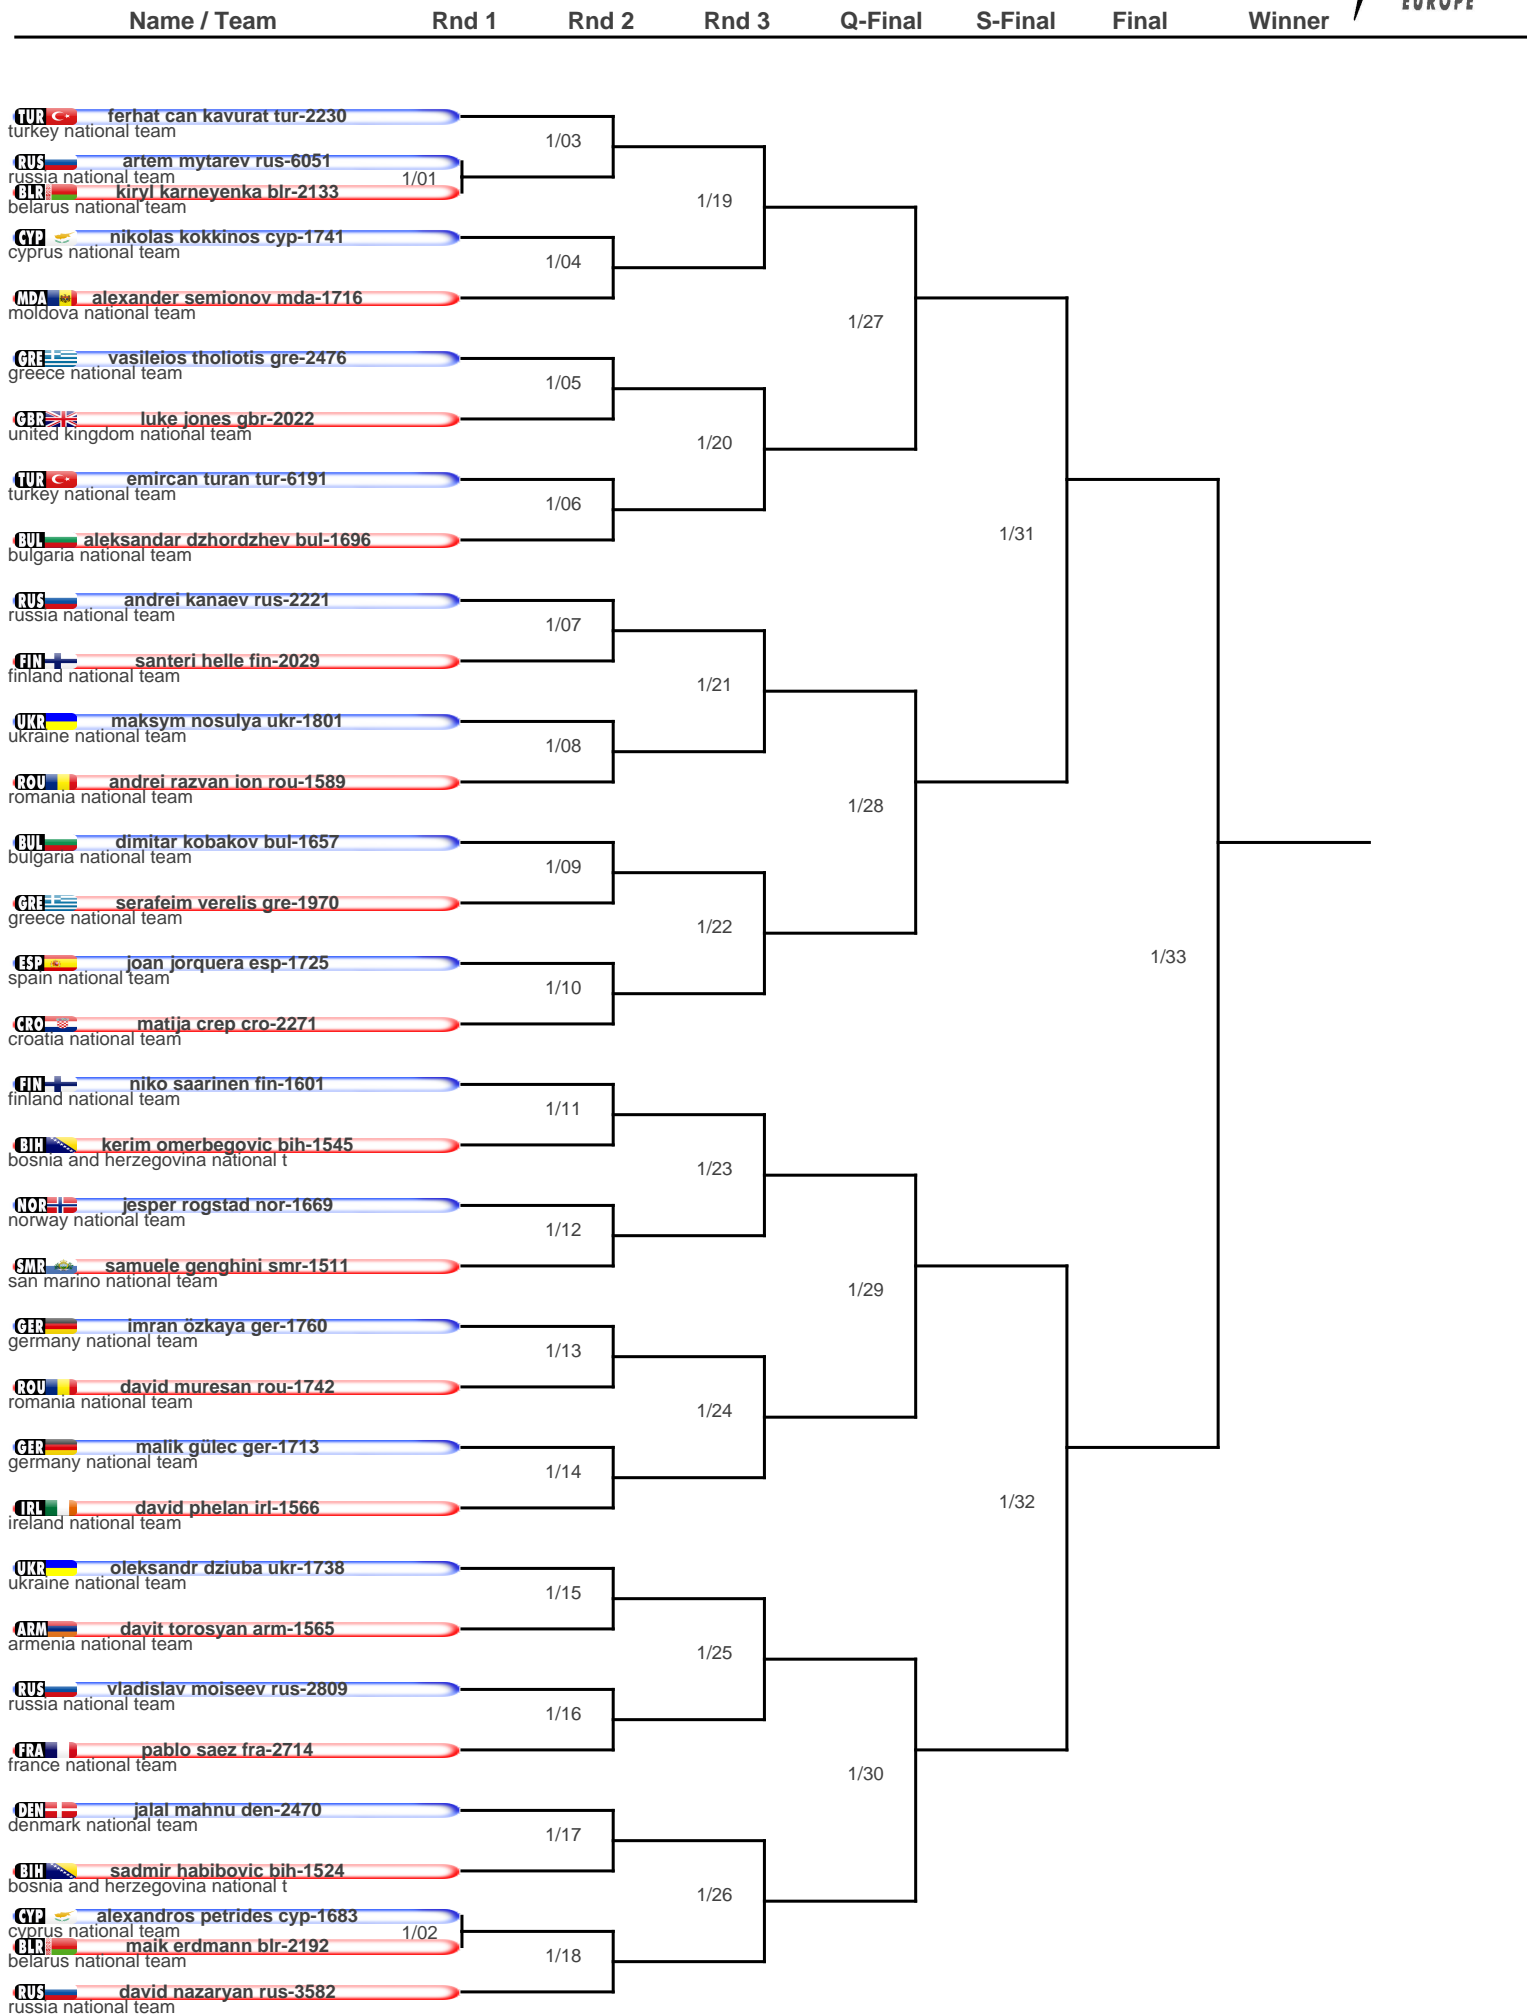 EUROPE
Name / Team Rnd 1 Rnd 2 Rnd 3 Q-Final S-Final Final Winner
TUR ferhat can kavurat tur-2230
turkey national team
1/03
RUS artem mytarev rus-6051
russia national team
1/01
BLR kiryl karneyenka blr-2133
belarus national team
1/19
CYP nikolas kokkinos cyp-1741
cyprus national team
1/04
MDA alexander semionov mda-1716
moldova national team
1/27
GRE vasileios tholiotis gre-2476
greece national team
1/05
GBR luke jones gbr-2022
united kingdom national team
1/20
TUR emircan turan tur-6191
turkey national team
1/06
BUL aleksandar dzhordzhev bul-1696
bulgaria national team
1/31
RUS andrei kanaev rus-2221
russia national team
1/07
FIN santeri helle fin-2029
finland national team
1/21
UKR maksym nosulya ukr-1801
ukraine national team
1/08
ROU andrei razvan ion rou-1589
romania national team
1/28
BUL dimitar kobakov bul-1657
bulgaria national team
1/09
GRE serafeim verelis gre-1970
greece national team
1/22
ESP joan jorquera esp-1725
spain national team
1/33
1/10
CRO matija crep cro-2271
croatia national team
FIN niko saarinen fin-1601
finland national team
1/11
BIH kerim omerbegovic bih-1545
bosnia and herzegovina national t
1/23
NOR jesper rogstad nor-1669
norway national team
1/12
SMR samuele genghini smr-1511
san marino national team
1/29
GER imran özkaya ger-1760
germany national team
1/13
ROU david muresan rou-1742
romania national team
1/24
GER malik gülec ger-1713
germany national team
1/14
IRL david phelan irl-1566
ireland national team
1/32
UKR oleksandr dziuba ukr-1738
ukraine national team
1/15
ARM davit torosyan arm-1565
armenia national team
1/25
RUS vladislav moiseev rus-2809
russia national team
1/16
FRA pablo saez fra-2714
france national team
1/30
DEN jalal mahnu den-2470
denmark national team
1/17
BIH sadmir habibovic bih-1524
bosnia and herzegovina national t
1/26
CYP alexandros petrides cyp-1683
cyprus national team
1/02
BLR maik erdmann blr-2192
belarus national team
1/18
RUS david nazaryan rus-3582
russia national team